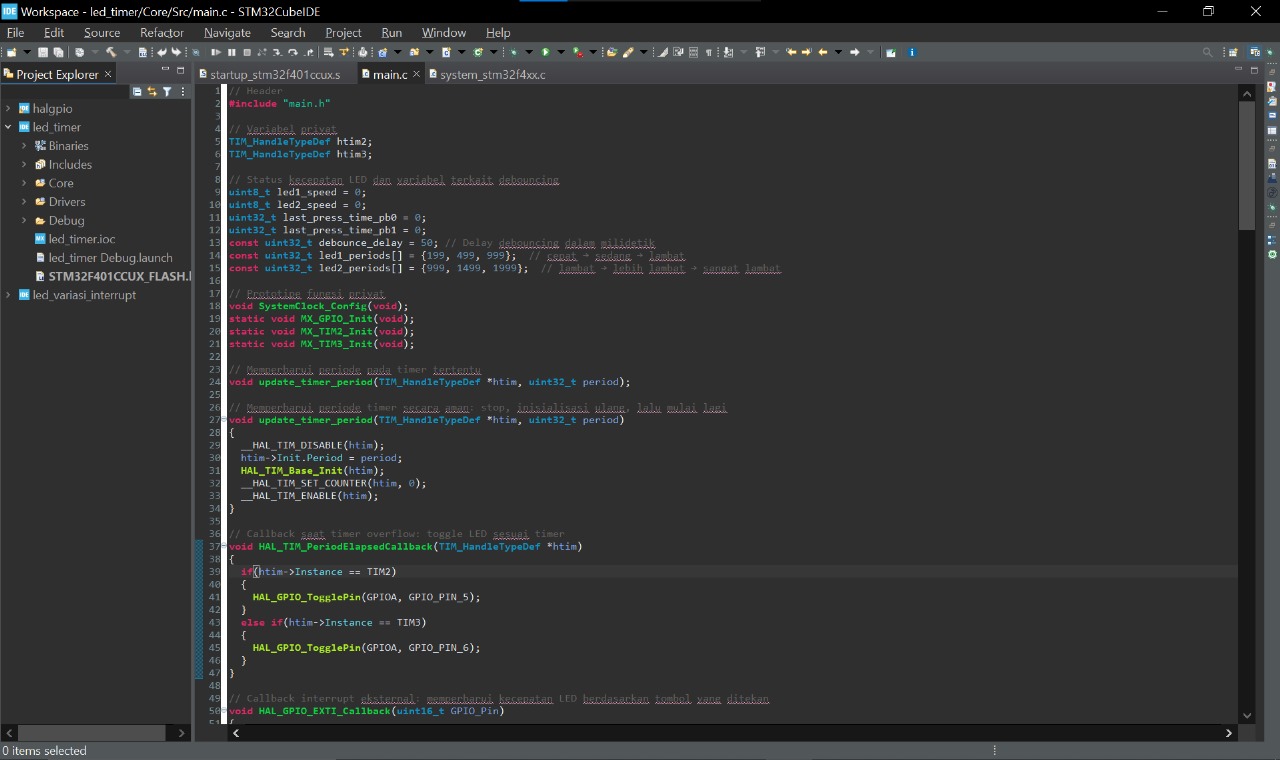 IDE Workspace - led_timer/Core/Src/main.c - STM32CubeIDE
File Edit Source Refactor Navigate Search Project Run Window Help
Project Explorer
halgpio
led_timer
Binaries
Includes
Core
Drivers
Debug
led_timer.ioc
led_timer Debug.launch
STM32F401CCUX_FLASH.l
led_variasi_interrupt
startup_stm32f401ccux.s main.c system_stm32f4xx.c
1 // Header
2 #include "main.h"
3
4 // Variabel privat
5 TIM_HandleTypeDef htim2;
6 TIM_HandleTypeDef htim3;
7
8 // Status kecepatan LED dan variabel terkait debouncing
9 uint8_t led1_speed = 0;
10 uint8_t led2_speed = 0;
11 uint32_t last_press_time_pb0 = 0;
12 uint32_t last_press_time_pb1 = 0;
13 const uint32_t debounce_delay = 50; // Delay debouncing dalam milidetik
14 const uint32_t led1_periods[] = {199, 499, 999}; // cepat → sedang → lambat
15 const uint32_t led2_periods[] = {999, 1499, 1999}; // lambat → lebih lambat → sangat lambat
16
17 // Prototipe fungsi privat
18 void SystemClock_Config(void);
19 static void MX_GPIO_Init(void);
20 static void MX_TIM2_Init(void);
21 static void MX_TIM3_Init(void);
22
23 // Memperbarui periode pada timer tertentu
24 void update_timer_period(TIM_HandleTypeDef *htim, uint32_t period);
25
26 // Memperbarui periode timer secara aman: stop, inisialisasi ulang, lalu mulai lagi
27 void update_timer_period(TIM_HandleTypeDef *htim, uint32_t period)
28 {
29 __HAL_TIM_DISABLE(htim);
30 htim->Init.Period = period;
31 HAL_TIM_Base_Init(htim);
32 __HAL_TIM_SET_COUNTER(htim, 0);
33 __HAL_TIM_ENABLE(htim);
34 }
35
36 // Callback saat timer overflow: toggle LED sesuai timer
37 void HAL_TIM_PeriodElapsedCallback(TIM_HandleTypeDef *htim)
38 {
39 if(htim->Instance == TIM2)
40 {
41 HAL_GPIO_TogglePin(GPIOA, GPIO_PIN_5);
42 }
43 else if(htim->Instance == TIM3)
44 {
45 HAL_GPIO_TogglePin(GPIOA, GPIO_PIN_6);
46 }
47 }
48
49 // Callback interrupt eksternal: memperbarui kecepatan LED berdasarkan tombol yang ditekan
50 void HAL_GPIO_EXTI_Callback(uint16_t GPIO_Pin)
51 {
0 items selected